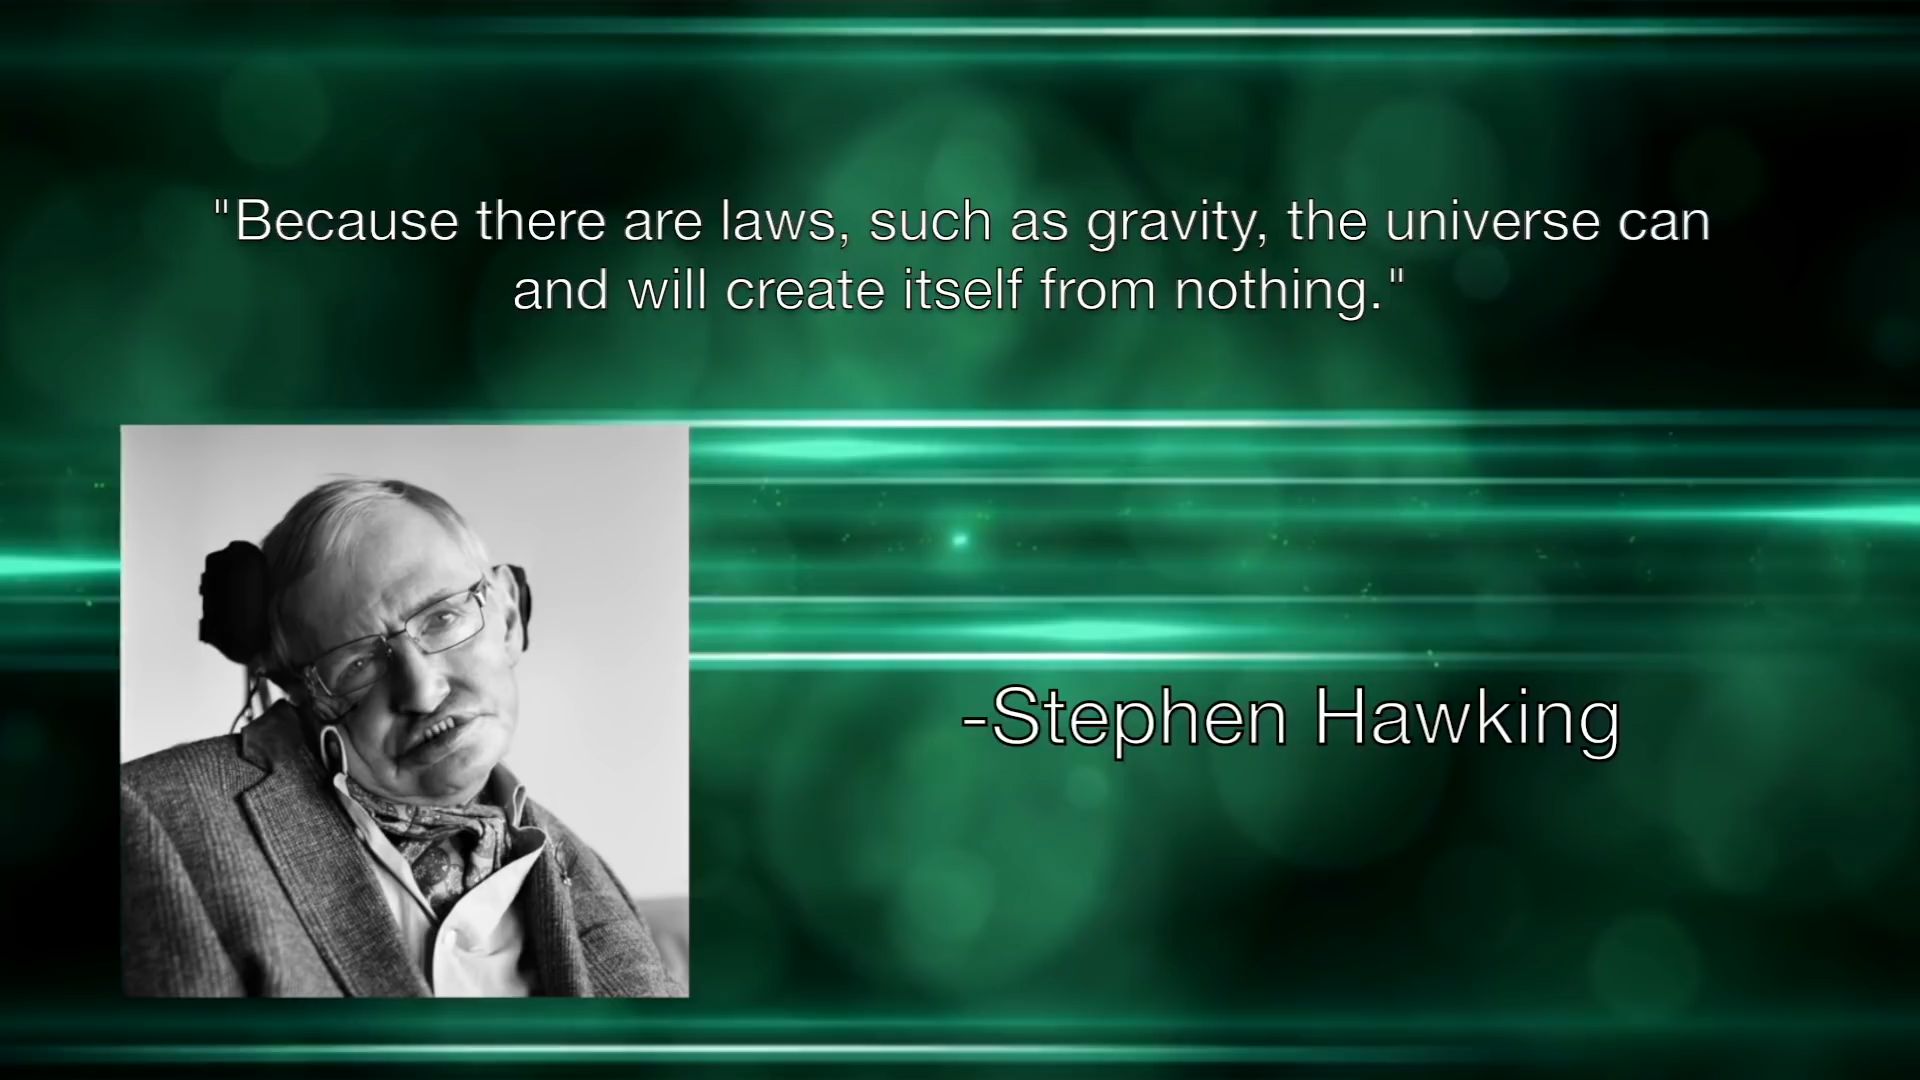 "Because there are laws, such as gravity, the universe can
and will create itself from nothing."
-Stephen Hawking